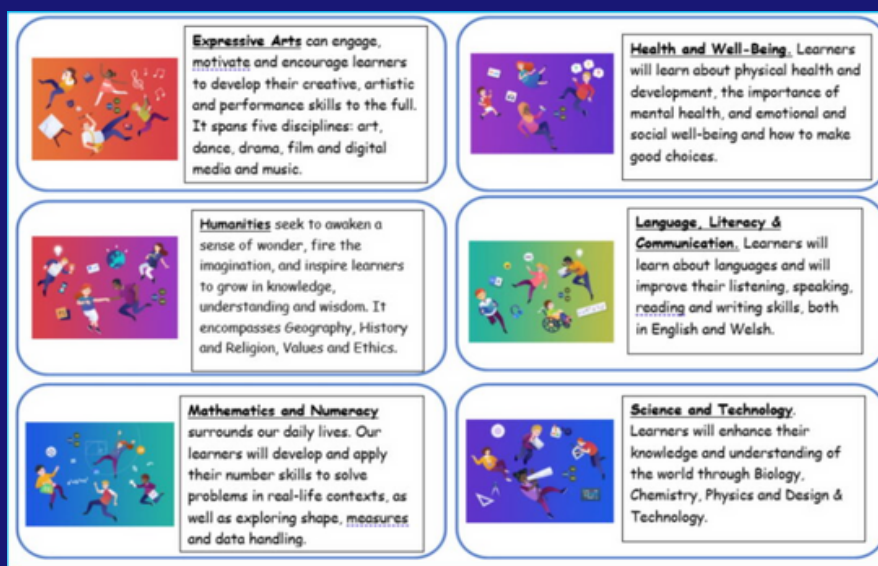 Expressive Arts can engage,
motivate and encourage learners
to develop their creative, artistic
and performance skills to the full.
It spans five disciplines: art,
dance, drama, film and digital
media and music.
Health and Well-Being. Learners
will learn about physical health and
development, the importance of
mental health, and emotional and
social well-being and how to make
good choices.
Humanities seek to awaken a
sense of wonder, fire the
imagination, and inspire learners
to grow in knowledge,
understanding and wisdom. It
encompasses Geography, History
and Religion, Values and Ethics.
Language, Literacy &
Communication. Learners will
learn about languages and will
improve their listening, speaking,
reading and writing skills, both
in English and Welsh.
Mathematics and Numeracy
surrounds our daily lives. Our
learners will develop and apply
their number skills to solve
problems in real-life contexts, as
well as exploring shape, measures
and data handling.
Science and Technology.
Learners will enhance their
knowledge and understanding of
the world through Biology,
Chemistry, Physics and Design &
Technology.